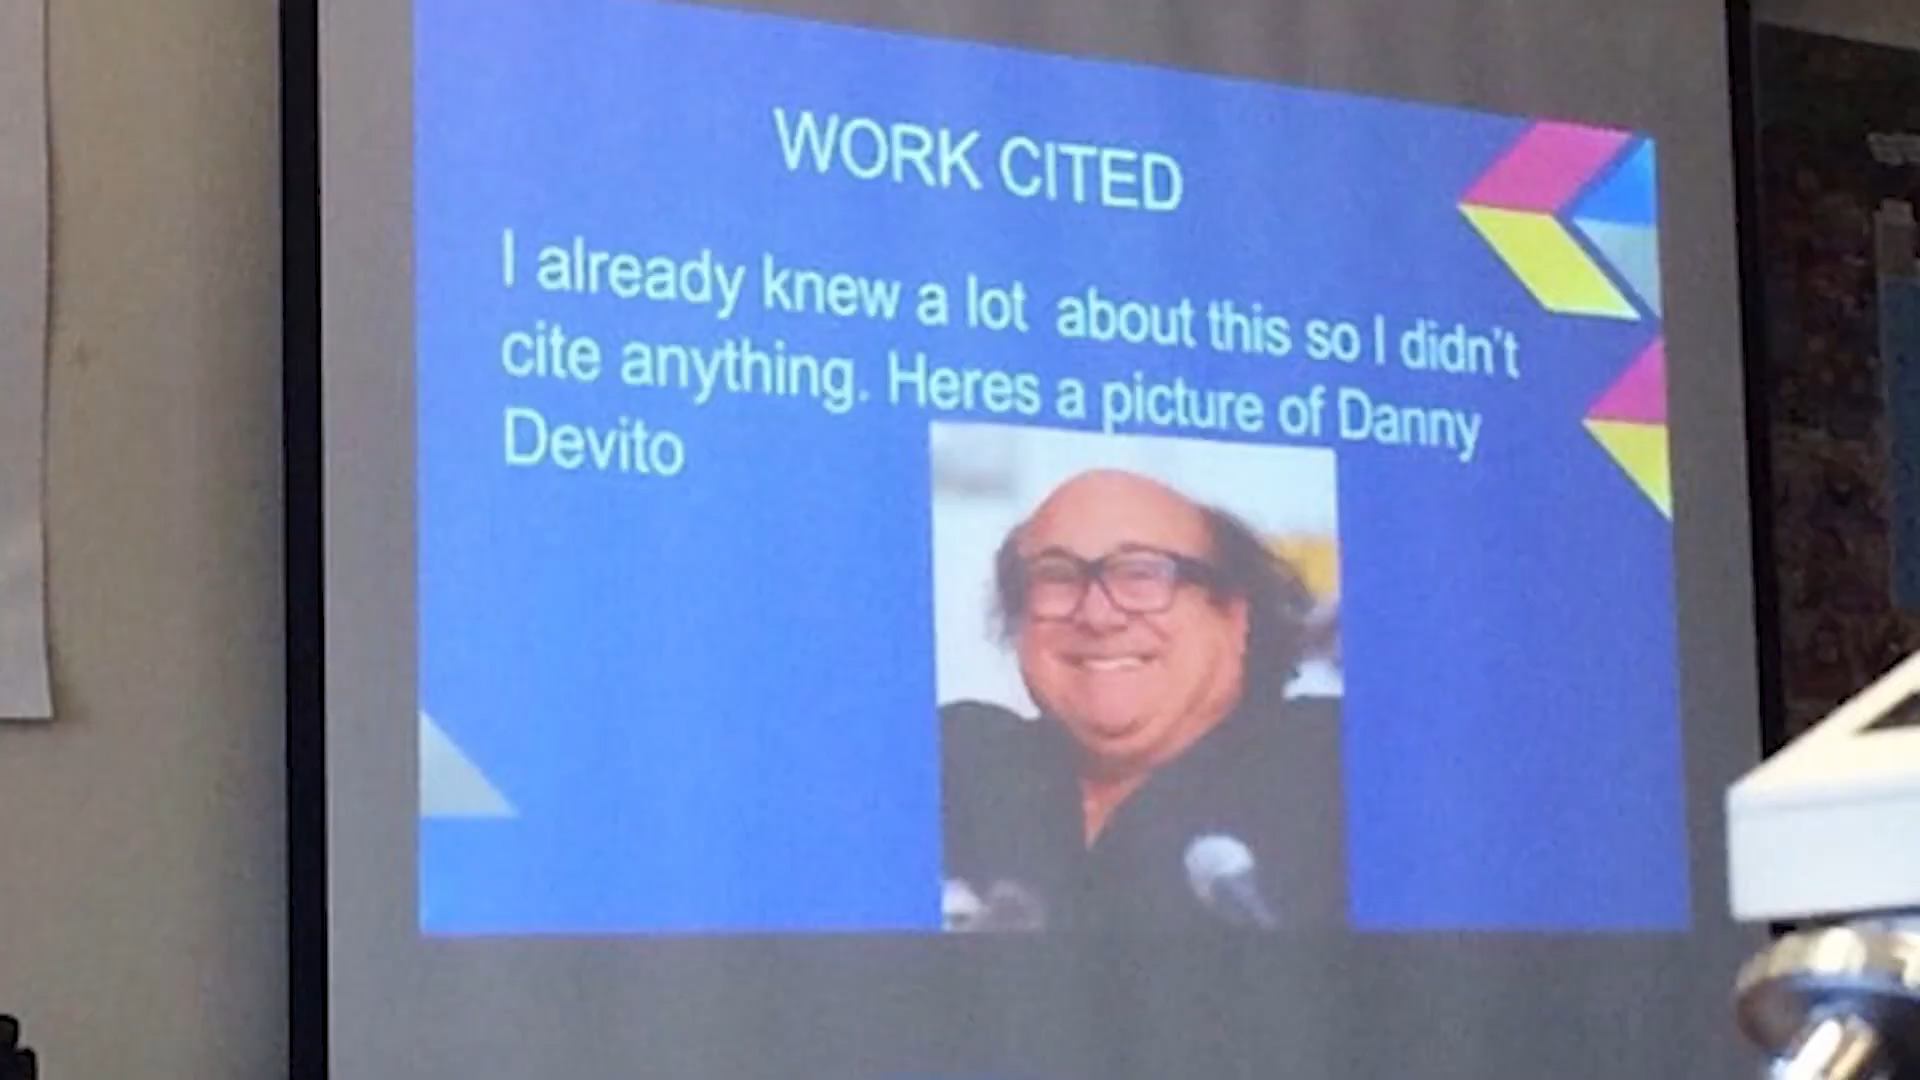 WORK CITED
I already knew a lot about this so I didn't
cite anything. Heres a picture of Danny
Devito